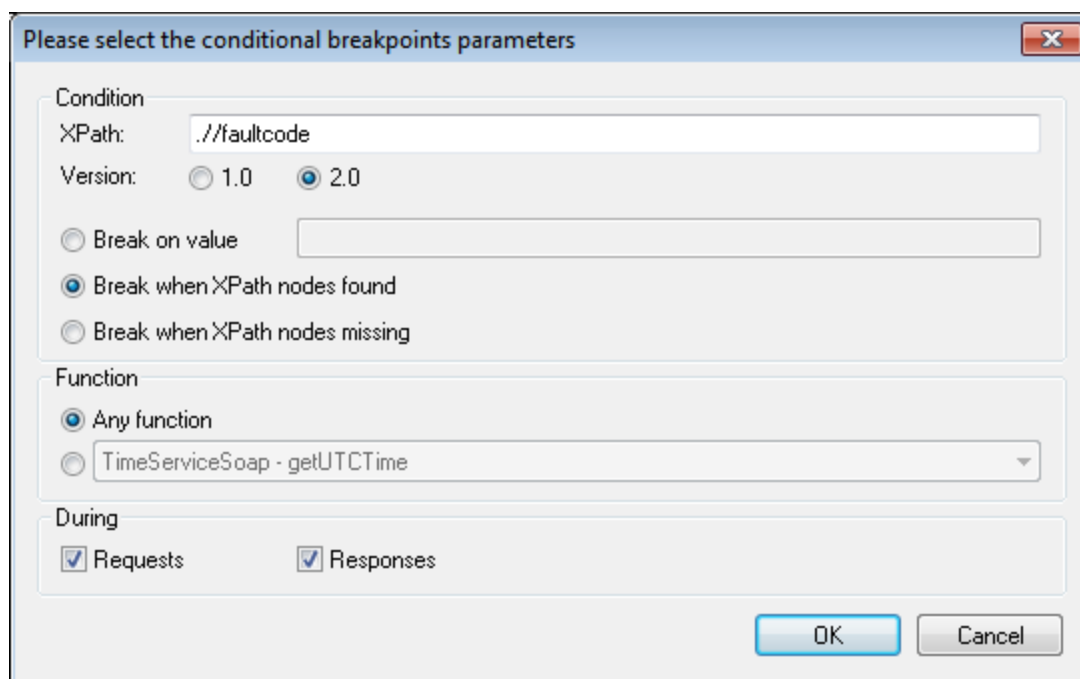 Please select the conditional breakpoints parameters
Condition
XPath: .//faultcode
Version: 1.0 2.0
Break on value
Break when XPath nodes found
Break when XPath nodes missing
Function
Any function
TimeServiceSoap - getUTCTime
During
Requests Responses
OK Cancel